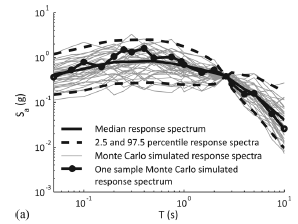 10¹
10⁰
10⁻¹
10⁻²
10⁻³
Sₐ (g)
Median response spectrum
2.5 and 97.5 percentile response spectra
Monte Carlo simulated response spectra
One sample Monte Carlo simulated
response spectrum
10⁻¹
10⁰
10¹
(a)
T (s)